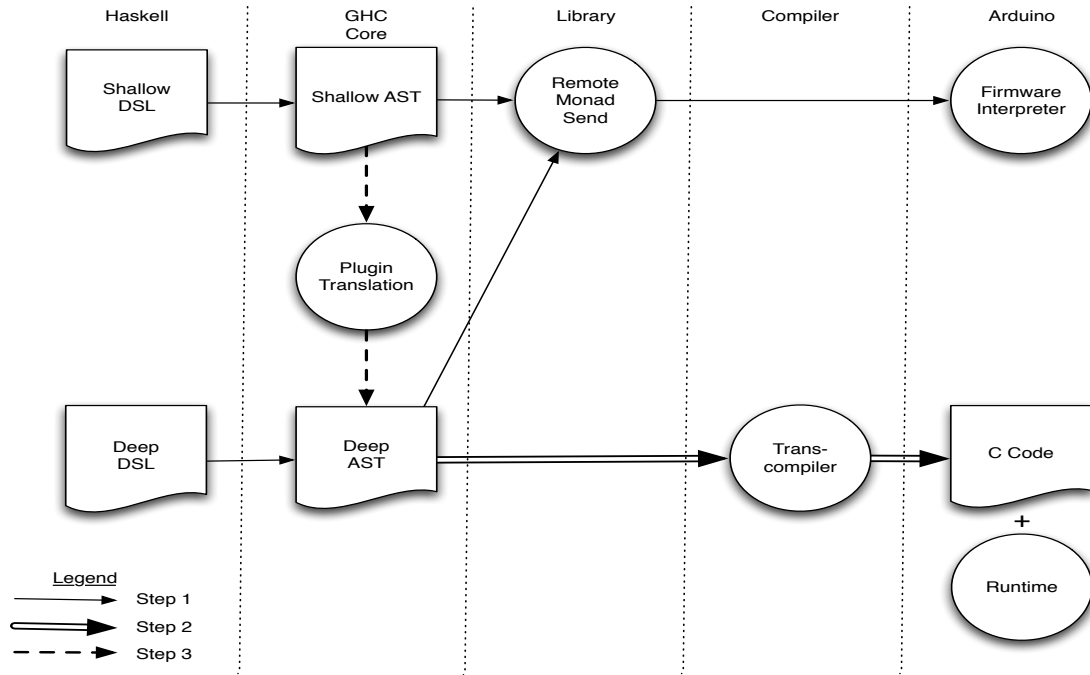 Haskell
GHC
Core
Library
Compiler
Arduino
Shallow
DSL
Shallow AST
Remote
Monad
Send
Firmware
Interpreter
Plugin
Translation
Deep
DSL
Deep
AST
Trans-
compiler
C Code
+
Runtime
Legend
Step 1
Step 2
Step 3